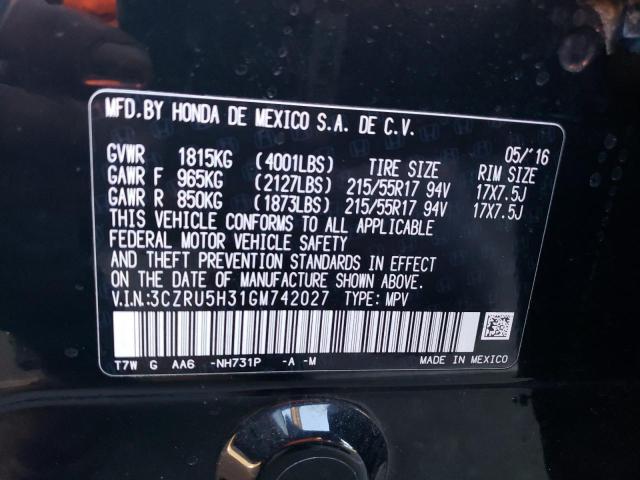 MFD.BY HONDA DE MEXICO S.A. DE C.V.
05/'16
GVWR 1815KG (4001LBS) TIRE SIZE RIM SIZE
GAWR F 965KG (2127LBS) 215/55R17 94V 17X7.5J
GAWR R 850KG (1873LBS) 215/55R17 94V 17X7.5J
THIS VEHICLE CONFORMS TO ALL APPLICABLE
FEDERAL MOTOR VEHICLE SAFETY
AND THEFT PREVENTION STANDARDS IN EFFECT
ON THE DATE OF MANUFACTURE SHOWN ABOVE.
V.I.N:3CZRU5H31GM742027 TYPE: MPV
T7W G AA6 -NH731P -A -M MADE IN MEXICO